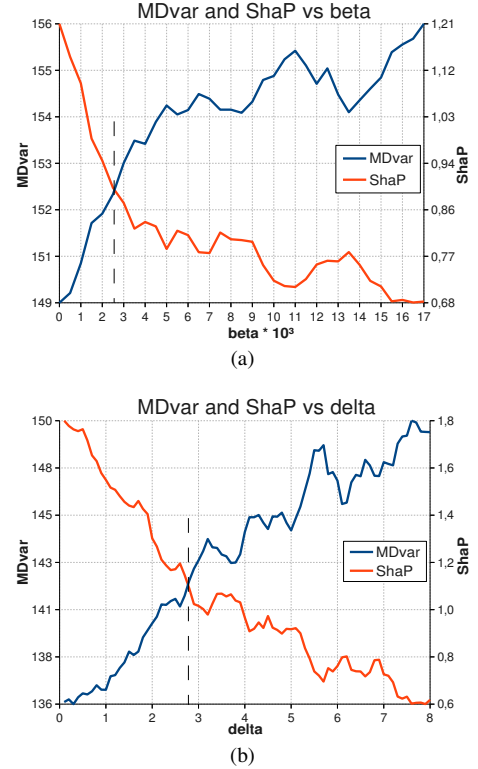 MDvar and ShaP vs beta
156
155
154
153
152
151
150
149
MDvar
1,21
1,12
1,03
0,94
0,86
0,77
0,68
ShaP
MDvar
ShaP
0 1 2 3 4 5 6 7 8 9 10 11 12 13 14 15 16 17
beta * 10³
(a)
MDvar and ShaP vs delta
150
148
145
143
141
138
136
MDvar
1,8
1,6
1,4
1,2
1,0
0,8
0,6
ShaP
MDvar
ShaP
0 1 2 3 4 5 6 7 8
delta
(b)